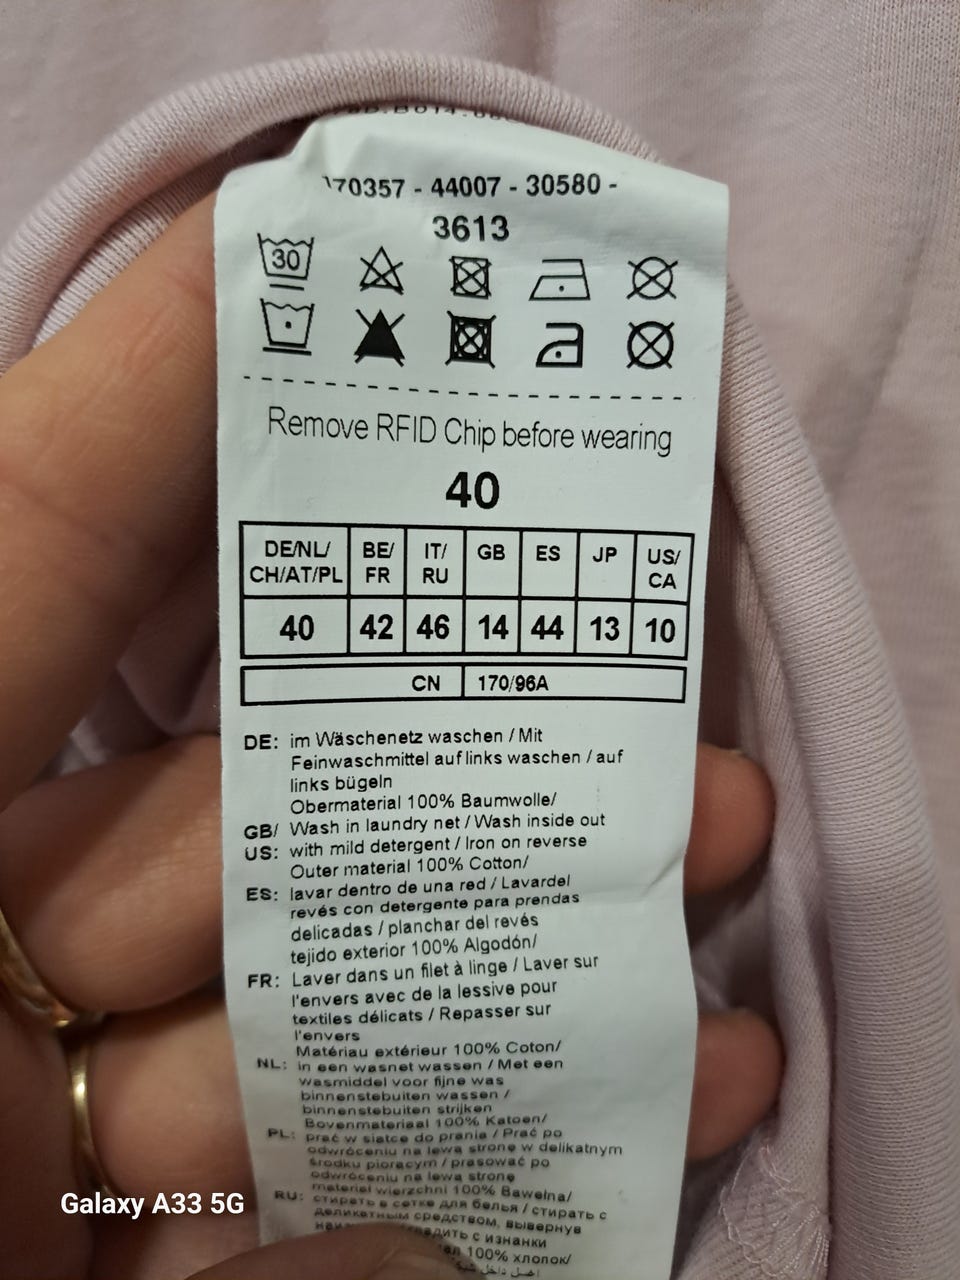 70357 - 44007 - 30580 -
3613
30
Remove RFID Chip before wearing
40
DE/NL/ CH/AT/PL BE/ FR IT/ RU GB ES JP US/ CA
40 42 46 14 44 13 10
CN 170/96A
DE: im Wäschenetz waschen / Mit
Feinwaschmittel auf links waschen / auf
links bügeln
Obermaterial 100% Baumwolle/
GB/ Wash in laundry net / Wash inside out
US: with mild detergent / Iron on reverse
Outer material 100% Cotton/
ES: lavar dentro de una red / Lavardel
revés con detergente para prendas
delicadas / planchar del revés
tejido exterior 100% Algodón/
FR: Laver dans un filet à linge / Laver sur
l'envers avec de la lessive pour
textiles délicats / Repasser sur
l'envers
Matériau extérieur 100% Coton/
NL: in een wasnet wassen / Met een
wasmiddel voor fijne was
binnenstebuiten wassen /
binnenstebuiten strijken
Bovenmateriaal 100% Katoen/
PL: prać w siatce do prania / Prać po
odwróceniu na lewą stronę w delikatnym
środku piorącym / prasować po
odwróceniu na lewą stronę
materiał wierzchni 100% Bawełna/
RU: стирать в сетке для белья / стирать с
деликатным средством, вывернув
с изнанки
100% хлопок/
Galaxy A33 5G